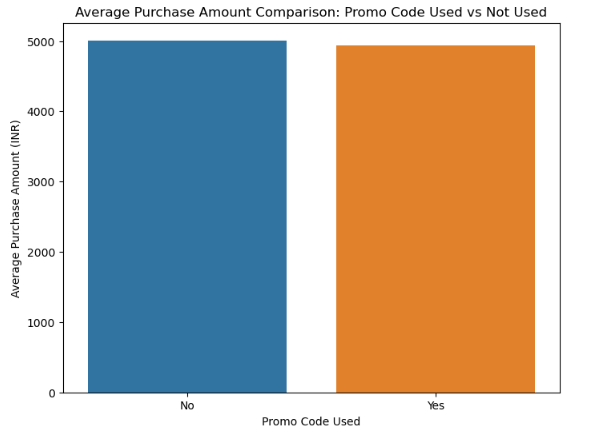 Average Purchase Amount Comparison: Promo Code Used vs Not Used
Average Purchase Amount (INR)
5000
4000
3000
2000
1000
0
No
Yes
Promo Code Used